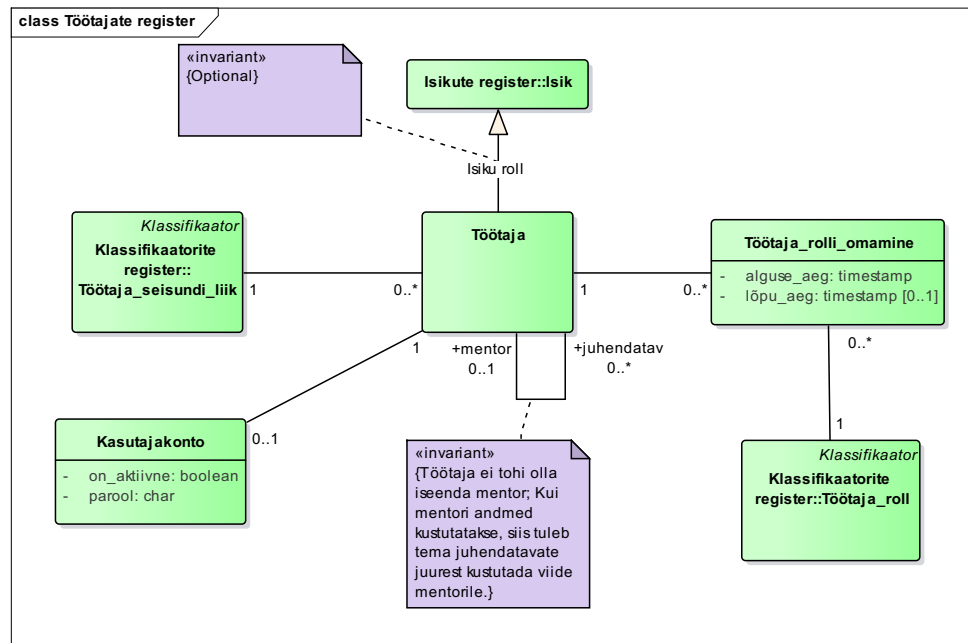 class Töötajate register
«invariant»
{Optional}
Isikute register::Isik
Isiku roll
Klassifikaator
Klassifikaatorite
register::
Töötaja_seisundi_liik
1
0..*
Töötaja
1
0..*
Töötaja_rolli_omamine
- alguse_aeg: timestamp
- lõpu_aeg: timestamp [0..1]
1
+mentor
0..1
+juhendatav
0..*
0..*
Kasutajakonto
- on_aktiivne: boolean
- parool: char
0..1
«invariant»
{Töötaja ei tohi olla
iseenda mentor; Kui
mentori andmed
kustutatakse, siis tuleb
tema juhendatavate
juurest kustutada viide
mentorile.}
1
Klassifikaator
Klassifikaatorite
register::Töötaja_roll